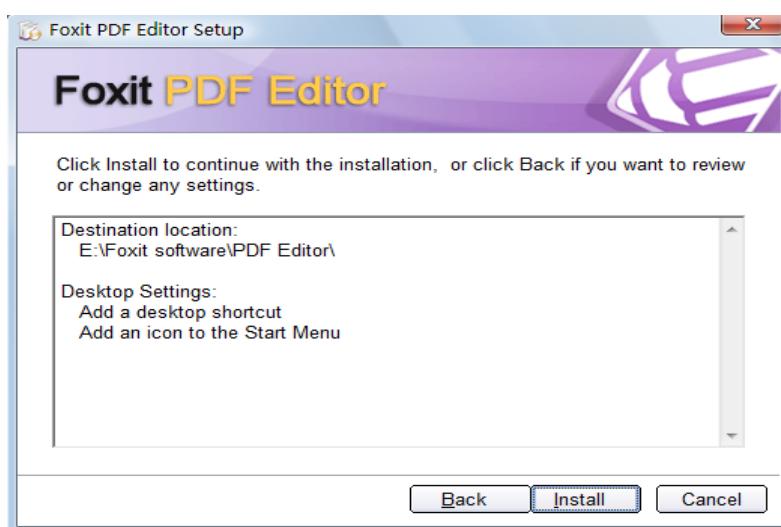 Foxit PDF Editor Setup
Foxit PDF Editor
Click Install to continue with the installation, or click Back if you want to review
or change any settings.
Destination location:
E:\Foxit software\PDF Editor\
Desktop Settings:
Add a desktop shortcut
Add an icon to the Start Menu
Back Install Cancel